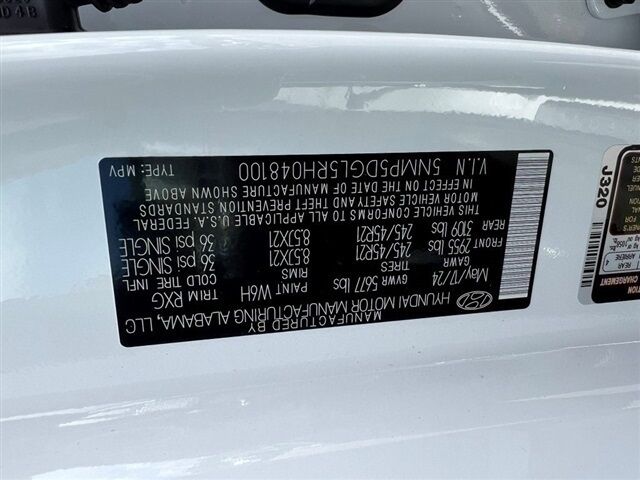 MANUFACTURED BY
HYUNDAI MOTOR MANUFACTURING ALABAMA, LLC
May/17/24 GVWR 5677 lbs PAINT W6H TRIM RXG
GAWR TIRES RIMS COLD TIRE INFL
FRONT 2955 lbs 245/45R21 8.5JX21 36 psi SINGLE
REAR 3109 lbs 245/45R21 8.5JX21 36 psi SINGLE
THIS VEHICLE CONFORMS TO ALL APPLICABLE U.S.A. FEDERAL
MOTOR VEHICLE SAFETY AND THEFT PREVENTION STANDARDS
IN EFFECT ON THE DATE OF MANUFACTURE SHOWN ABOVE
V.I.N 5NMP5DGL5RH048100 TYPE: MPV
J320
REAR
ARRIÈRE
CHARGEMENT